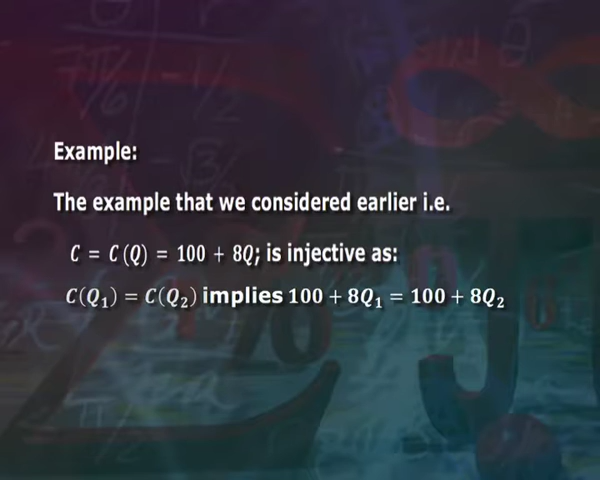 Example:
The example that we considered earlier i.e.
C = C (Q) = 100 + 8Q; is injective as:
C(Q₁) = C(Q₂) implies 100 + 8Q₁ = 100 + 8Q₂